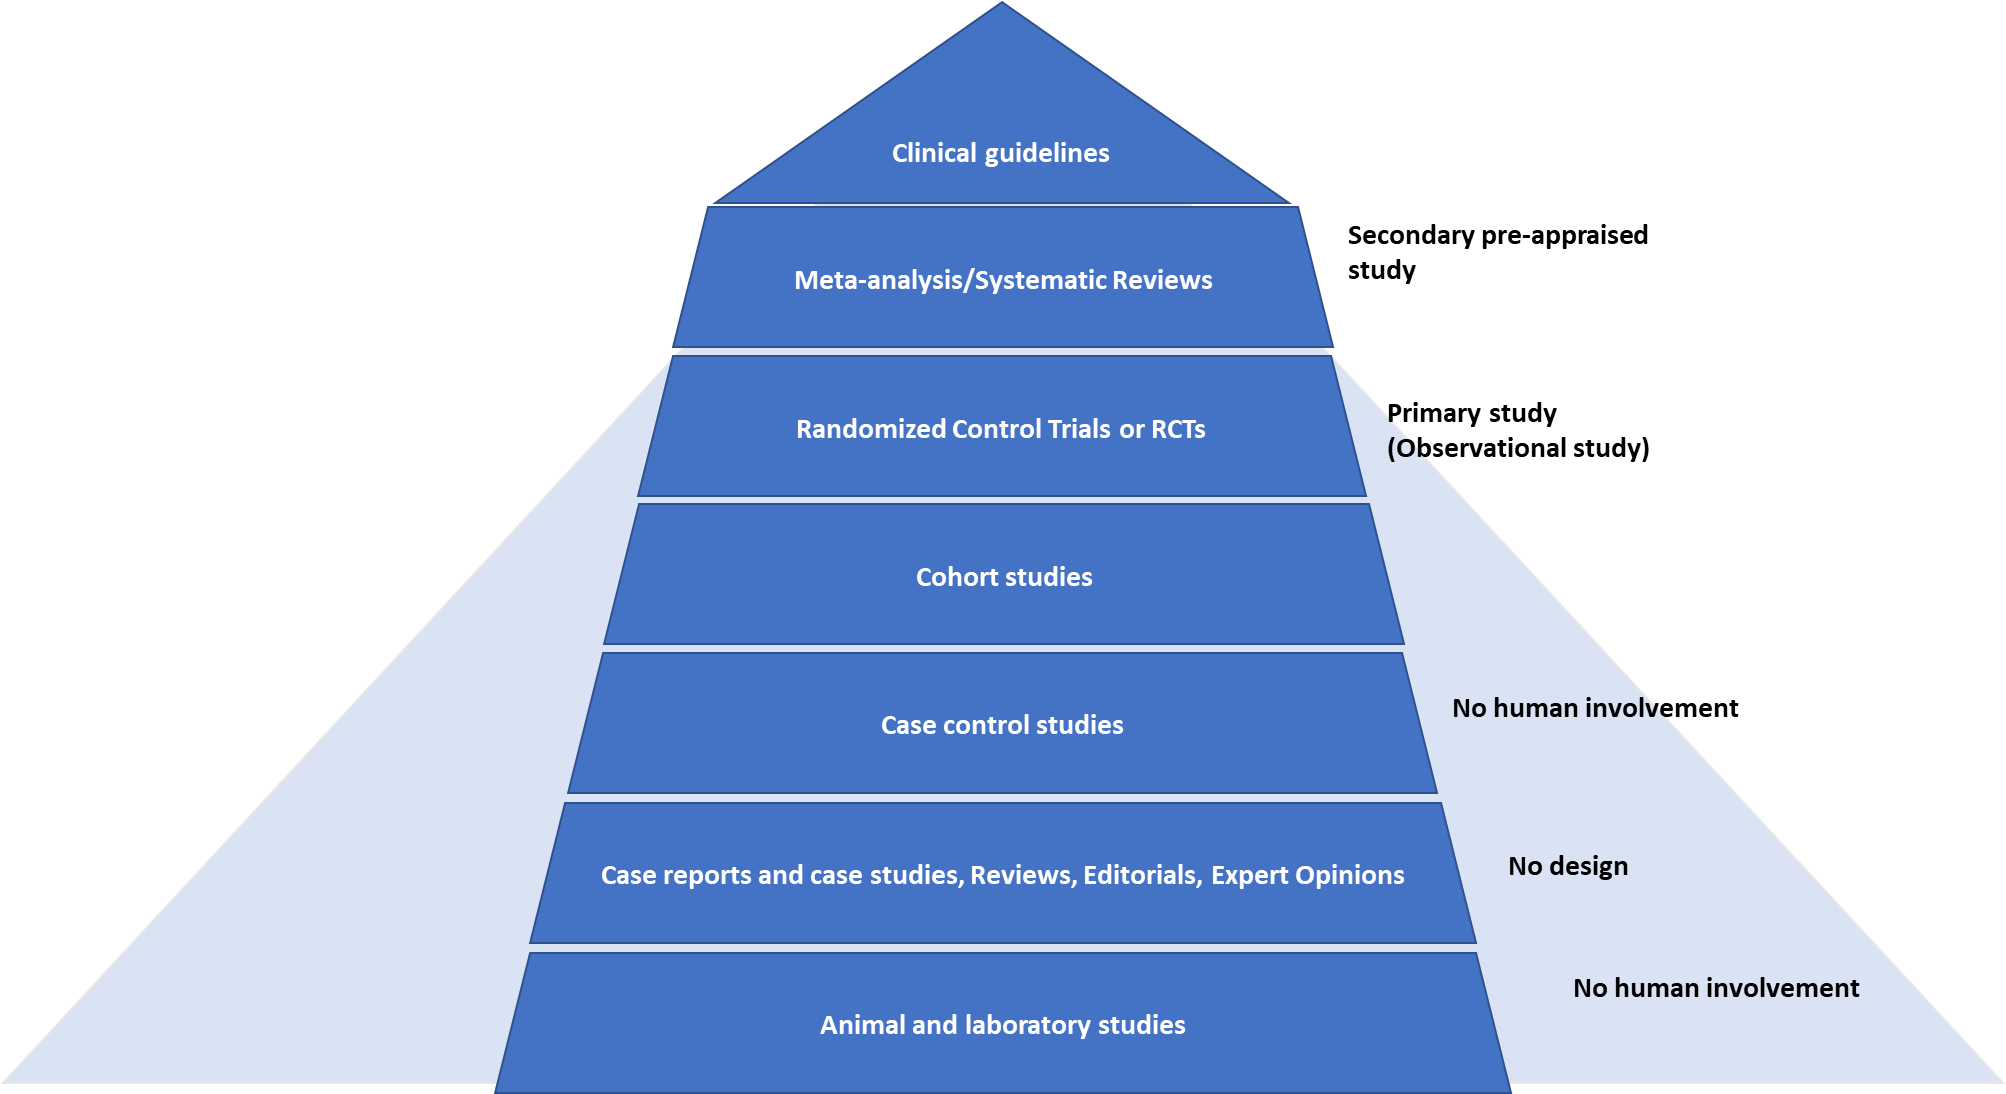 Clinical guidelines
Secondary pre-appraised
study
Meta-analysis/Systematic Reviews
Primary study
(Observational study)
Randomized Control Trials or RCTs
Cohort studies
No human involvement
Case control studies
No design
Case reports and case studies, Reviews, Editorials, Expert Opinions
No human involvement
Animal and laboratory studies